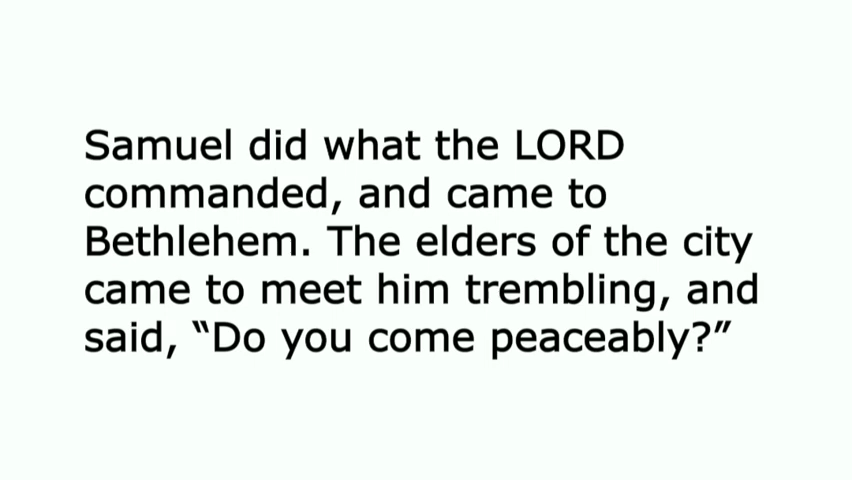 Samuel did what the LORD
commanded, and came to
Bethlehem. The elders of the city
came to meet him trembling, and
said, “Do you come peaceably?”